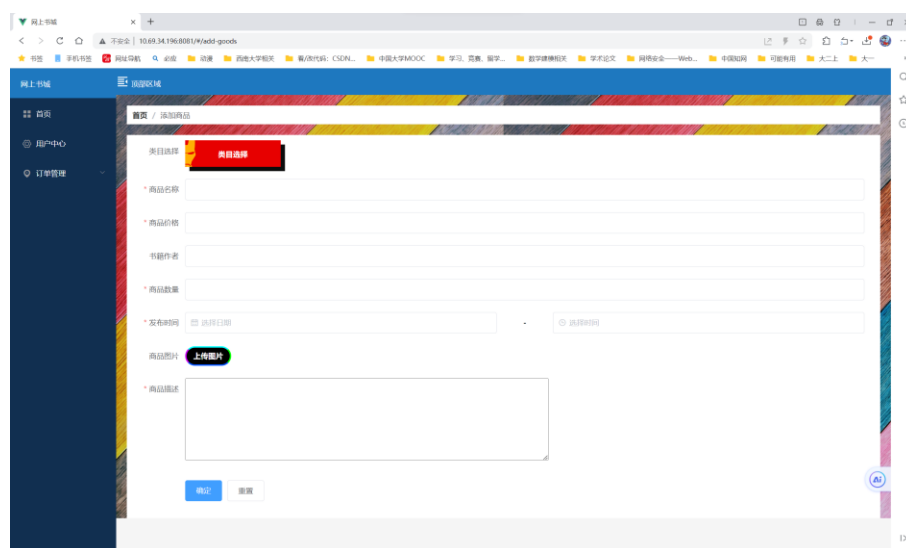 网上书城
不安全 10.69.34.196:8081/#/add-goods
书签 手机书签 网址导航 必应 动漫 西南大学相关 看/改代码: CSDN... 中国大学MOOC 学习、竞赛、留学... 数学建模相关 学术论文 网络安全——Web... 中国知网 可能有用 大二上 大一
网上书城 顶部区域
首页
首页 / 添加商品
用户中心
订单管理
类目选择 类目选择
* 商品名称
* 商品价格
书籍作者
* 商品数量
* 发布时间 选择日期 - 选择时间
商品图片 上传图片
* 商品描述
确定 重置
Ai